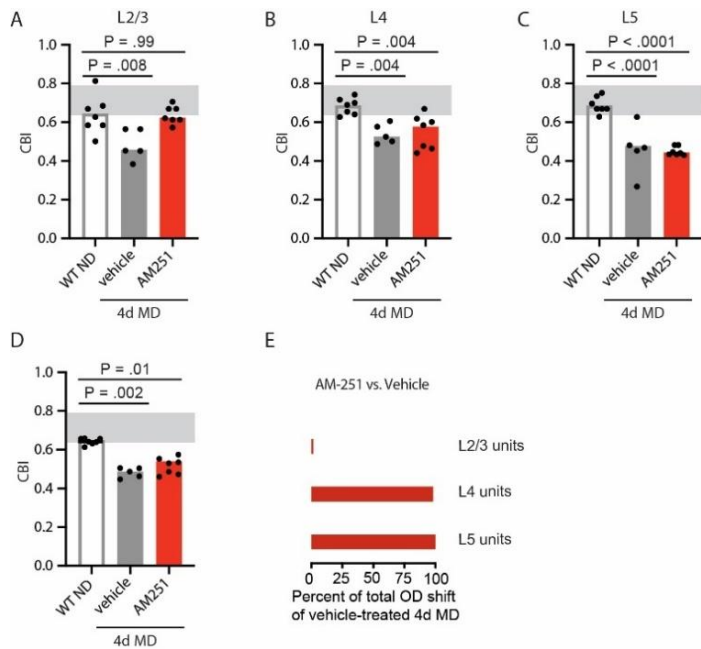 A
L2/3
P = .99
P = .008
1.0
0.8
0.6
0.4
0.2
0.0
CBI
WT ND
vehicle
AM251
4d MD
B
L4
P = .004
P = .004
1.0
0.8
0.6
0.4
0.2
0.0
CBI
WT ND
vehicle
AM251
4d MD
C
L5
P < .0001
P < .0001
1.0
0.8
0.6
0.4
0.2
0.0
CBI
WT ND
vehicle
AM251
4d MD
D
P = .01
P = .002
1.0
0.8
0.6
0.4
0.2
0.0
CBI
WT ND
vehicle
AM251
4d MD
E
AM-251 vs. Vehicle
L2/3 units
L4 units
L5 units
0 25 50 75 100
Percent of total OD shift
of vehicle-treated 4d MD